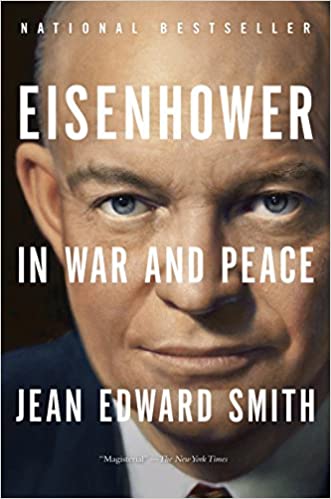 NATIONAL BESTSELLER
EISENHOWER
IN WAR AND PEACE
JEAN EDWARD SMITH
"Magisterial" —The New York Times